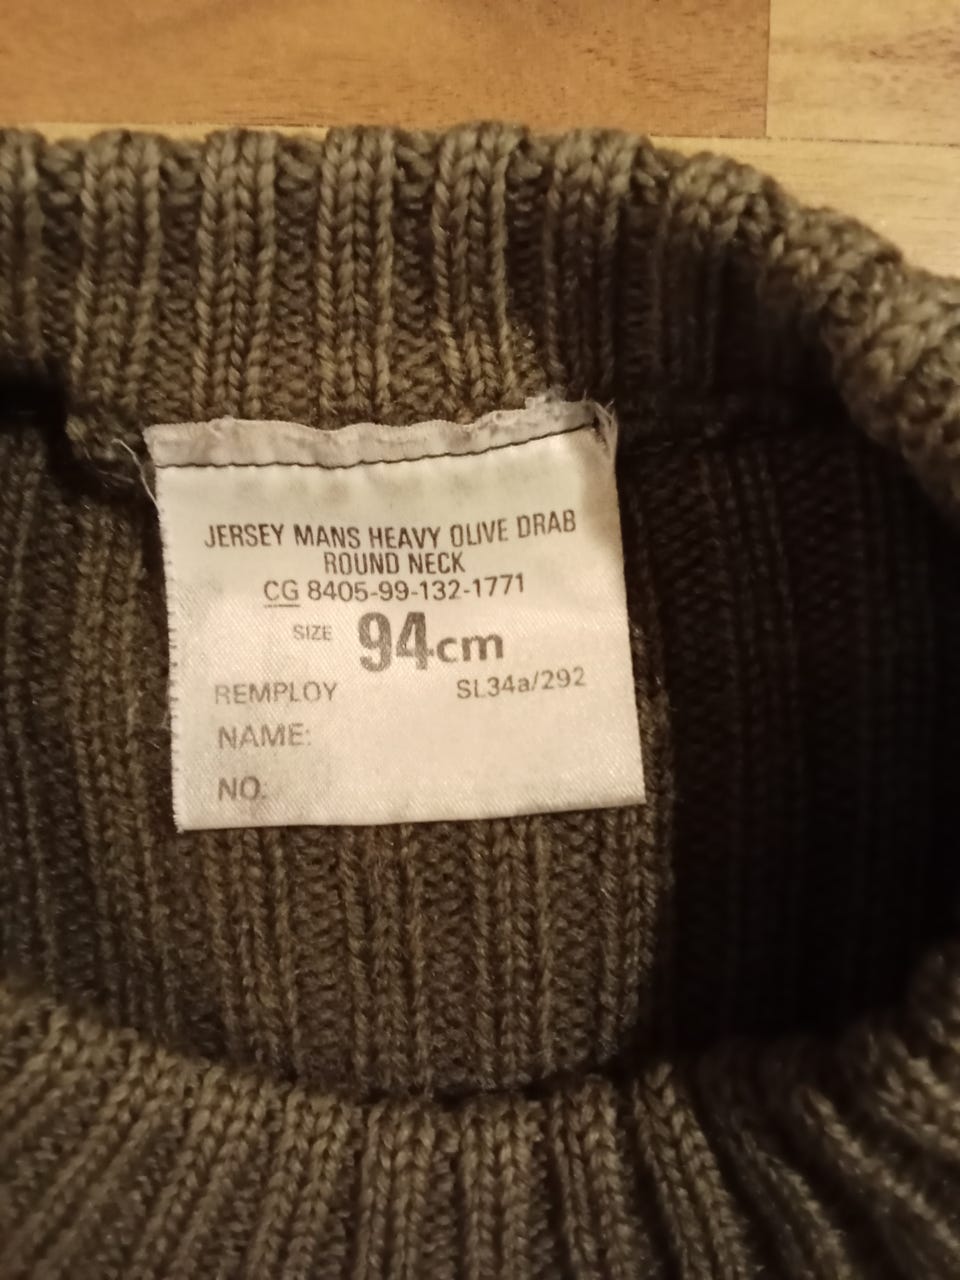 JERSEY MANS HEAVY OLIVE DRAB
ROUND NECK
CG 8405-99-132-1771
SIZE 94cm
REMPLOY SL34a/292
NAME:
NO.